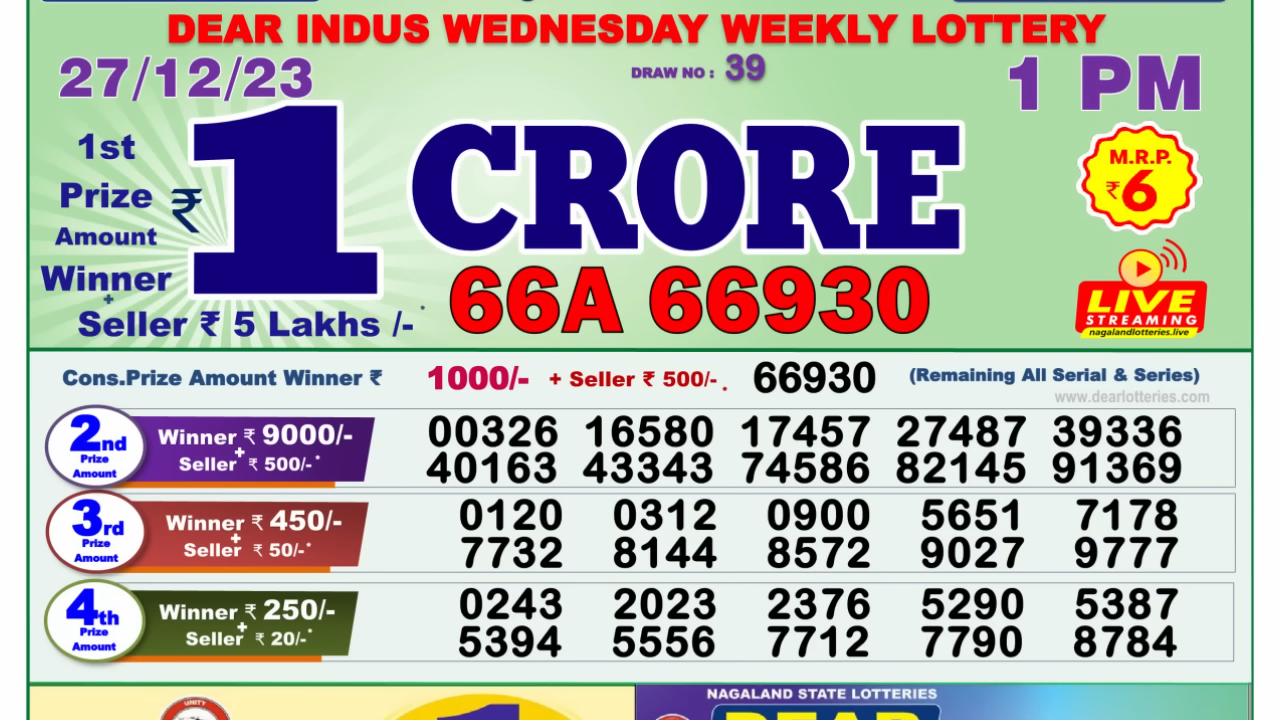 DEAR INDUS WEDNESDAY WEEKLY LOTTERY
27/12/23
DRAW NO : 39
1 PM
1st
Prize
Amount
Winner
+
Seller ₹ 5 Lakhs /- *
₹ 1 CRORE
66A 66930
M.R.P.
₹ 6
LIVE
STREAMING
nagalandlotteries.live
Cons.Prize Amount Winner ₹ 1000/- + Seller ₹ 500/- . 66930 (Remaining All Serial & Series)
www.dearlotteries.com
2nd
Prize
Amount
Winner ₹ 9000/-
+
Seller ₹ 500/- *
00326 16580 17457 27487 39336
40163 43343 74586 82145 91369
3rd
Prize
Amount
Winner ₹ 450/-
+
Seller ₹ 50/- *
0120 0312 0900 5651 7178
7732 8144 8572 9027 9777
4th
Prize
Amount
Winner ₹ 250/-
+
Seller ₹ 20/- *
0243 2023 2376 5290 5387
5394 5556 7712 7790 8784
UNITY
1
NAGALAND STATE LOTTERIES
DEAR